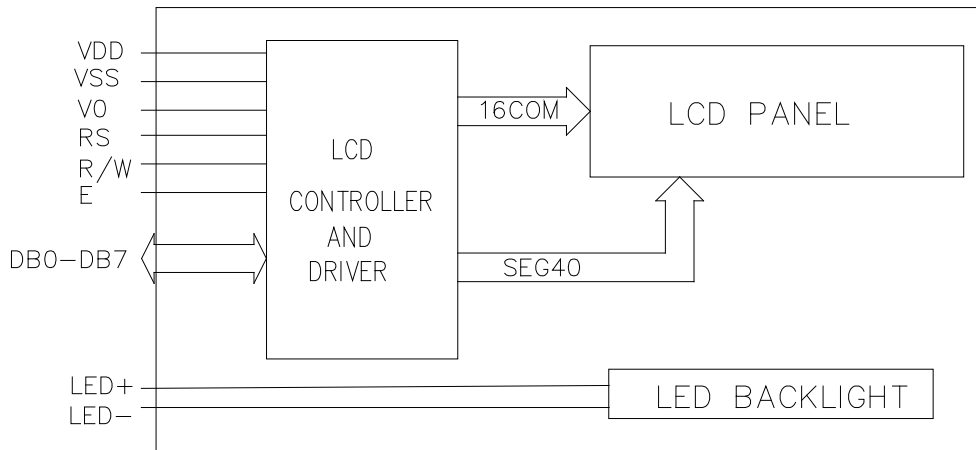 VDD
VSS
V0
RS
R/W
E
DB0-DB7
LED+
LED-
LCD
CONTROLLER
AND
DRIVER
16COM
SEG40
LCD PANEL
LED BACKLIGHT